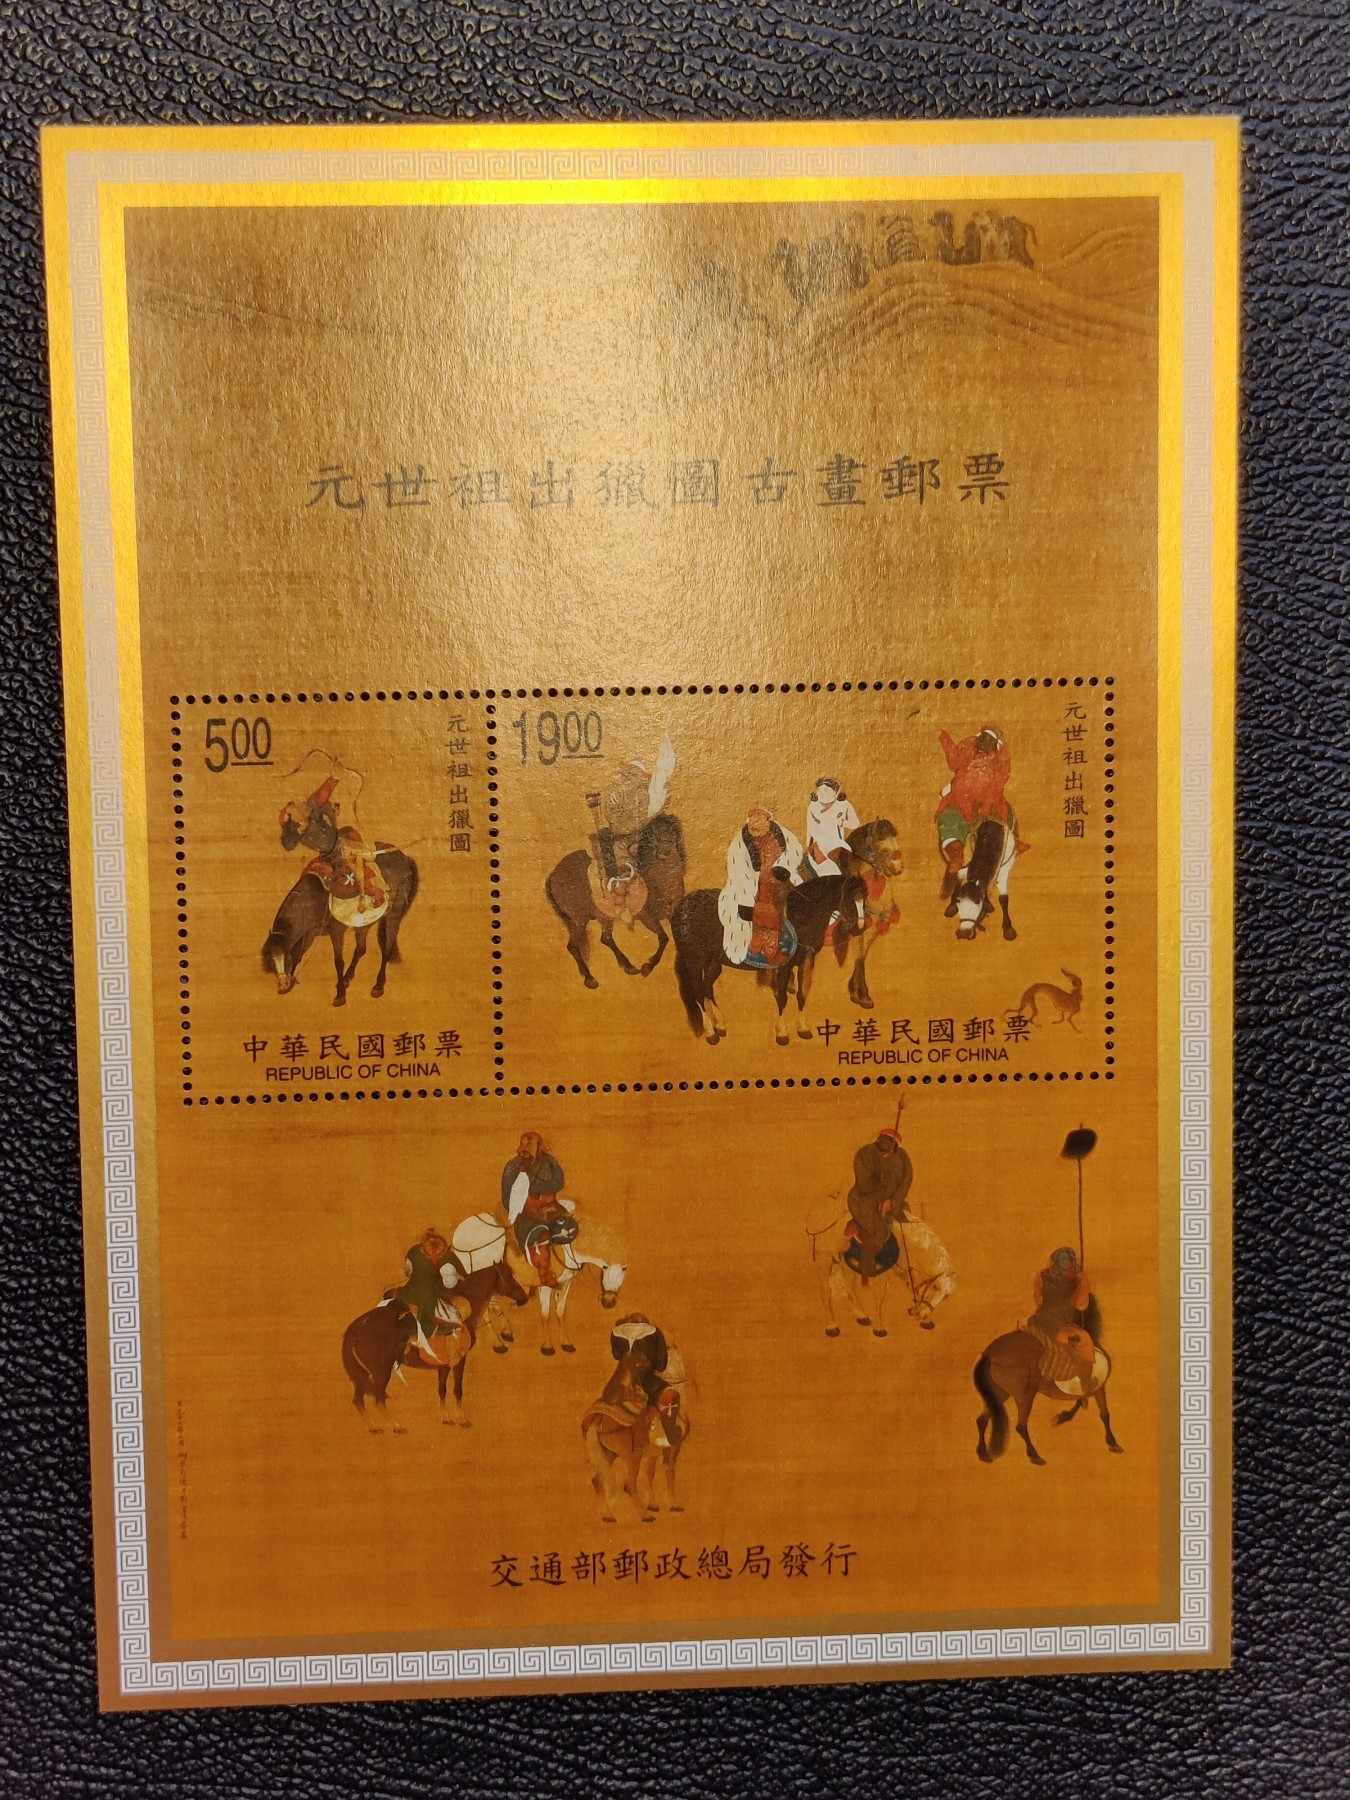 元世祖出獵圖古畫郵票
5.00
元世祖出獵圖
中華民國郵票
REPUBLIC OF CHINA
19.00
元世祖出獵圖
中華民國郵票
REPUBLIC OF CHINA
交通部郵政總局發行